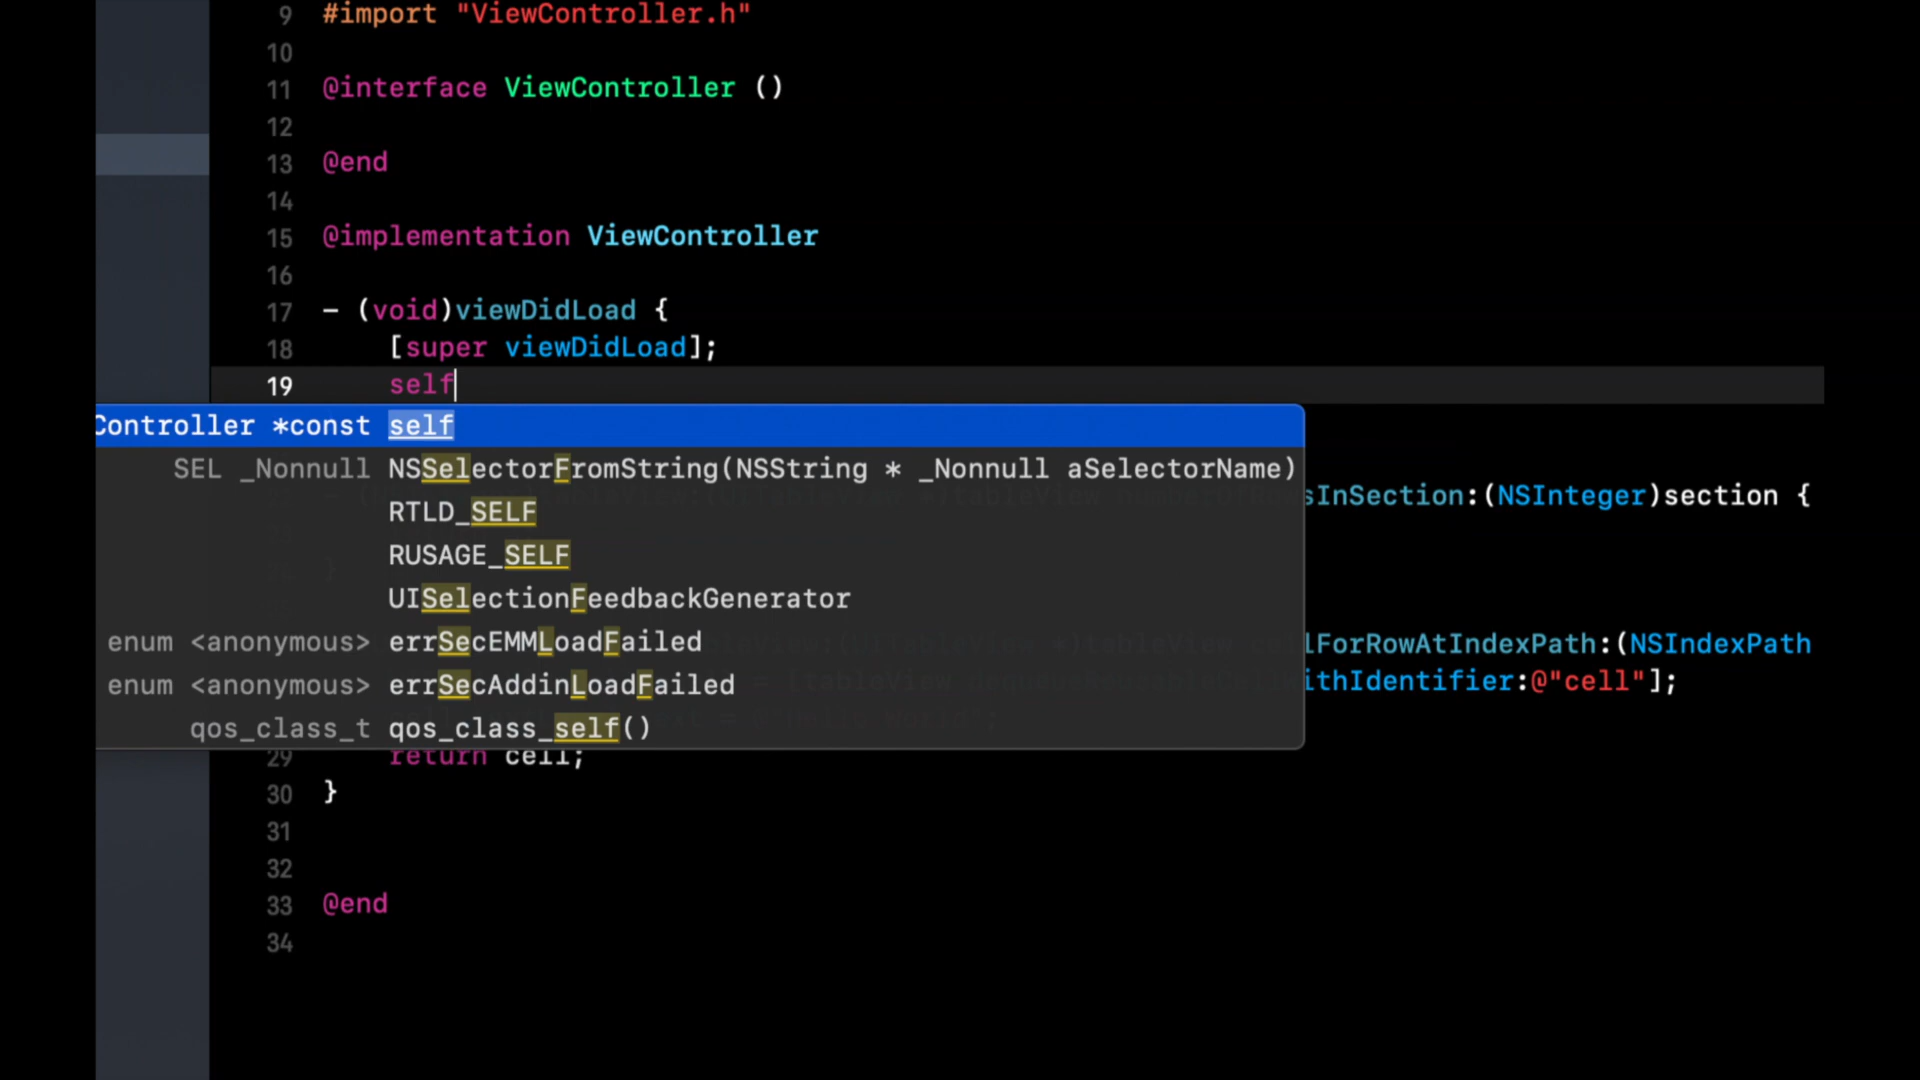 9 #import "ViewController.h"
10
11 @interface ViewController ()
12
13 @end
14
15 @implementation ViewController
16
17 - (void)viewDidLoad {
18 [super viewDidLoad];
19 self
Controller *const self
SEL _Nonnull NSSelectorFromString(NSString * _Nonnull aSelectorName)
sInSection:(NSInteger)section {
RTLD_SELF
RUSAGE_SELF
UISelectionFeedbackGenerator
enum <anonymous> errSecEMMLoadFailed
lForRowAtIndexPath:(NSIndexPath
enum <anonymous> errSecAddinLoadFailed
ithIdentifier:@"cell"];
qos_class_t qos_class_self()
29 return cell;
30 }
31
32
33 @end
34